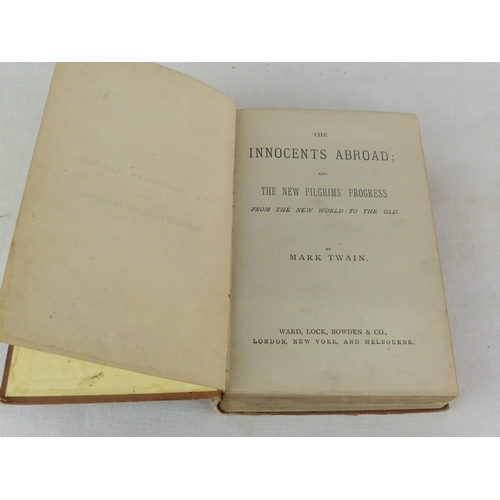 THE
INNOCENTS ABROAD;
AND
THE NEW PILGRIMS' PROGRESS
FROM THE NEW WORLD TO THE OLD.
BY
MARK TWAIN.
WARD, LOCK, BOWDEN & CO.,
LONDON, NEW YORK, AND MELBOURNE.